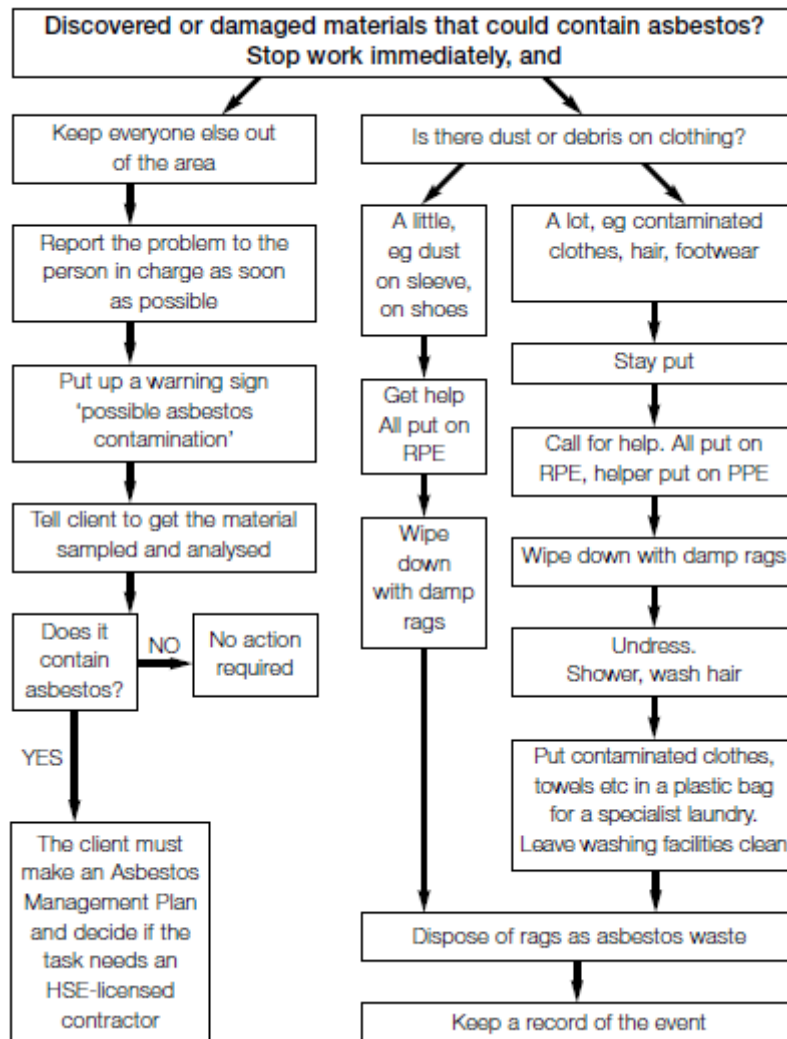 Discovered or damaged materials that could contain asbestos?
Stop work immediately, and
Keep everyone else out
of the area
Report the problem to the
person in charge as soon
as possible
Put up a warning sign
‘possible asbestos
contamination’
Tell client to get the material
sampled and analysed
Does it
contain
asbestos?
NO
No action
required
YES
The client must
make an Asbestos
Management Plan
and decide if the
task needs an
HSE-licensed
contractor
Is there dust or debris on clothing?
A little,
eg dust
on sleeve,
on shoes
Get help
All put on
RPE
Wipe
down
with damp
rags
A lot, eg contaminated
clothes, hair, footwear
Stay put
Call for help. All put on
RPE, helper put on PPE
Wipe down with damp rags
Undress.
Shower, wash hair
Put contaminated clothes,
towels etc in a plastic bag
for a specialist laundry.
Leave washing facilities clean
Dispose of rags as asbestos waste
Keep a record of the event